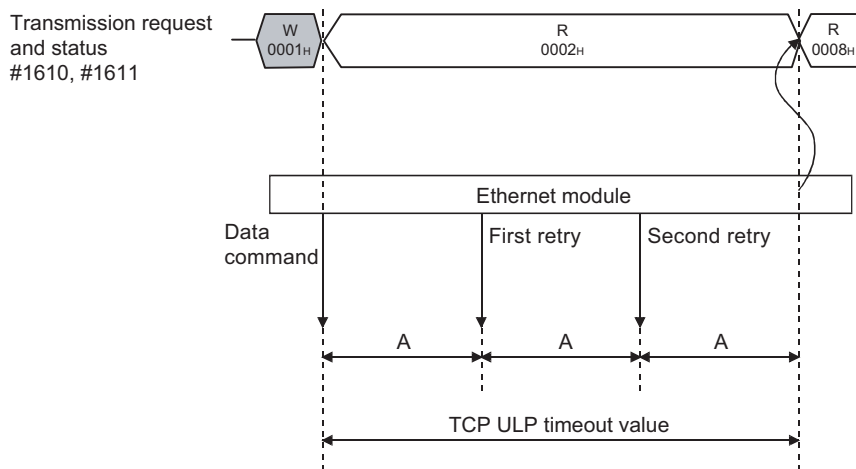 Transmission request
and status
#1610, #1611
W
0001H
R
0002H
R
0008H
Ethernet module
Data
command
First retry
Second retry
A
A
A
TCP ULP timeout value